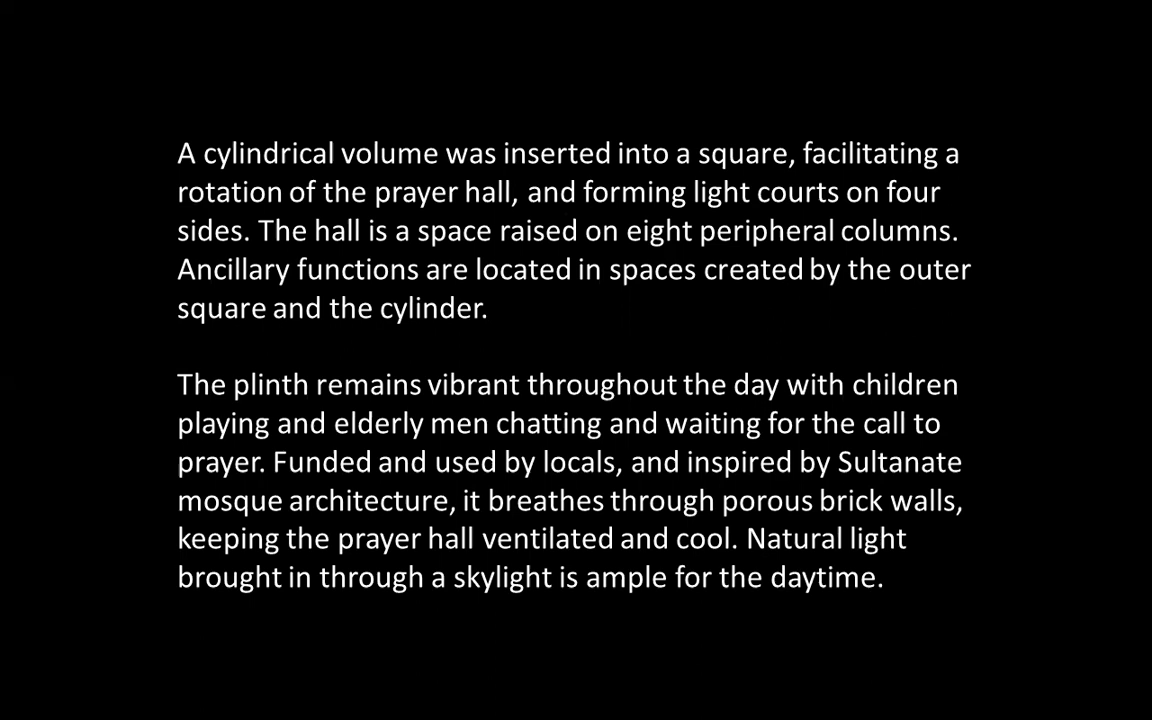 A cylindrical volume was inserted into a square, facilitating a
rotation of the prayer hall, and forming light courts on four
sides. The hall is a space raised on eight peripheral columns.
Ancillary functions are located in spaces created by the outer
square and the cylinder.
The plinth remains vibrant throughout the day with children
playing and elderly men chatting and waiting for the call to
prayer. Funded and used by locals, and inspired by Sultanate
mosque architecture, it breathes through porous brick walls,
keeping the prayer hall ventilated and cool. Natural light
brought in through a skylight is ample for the daytime.